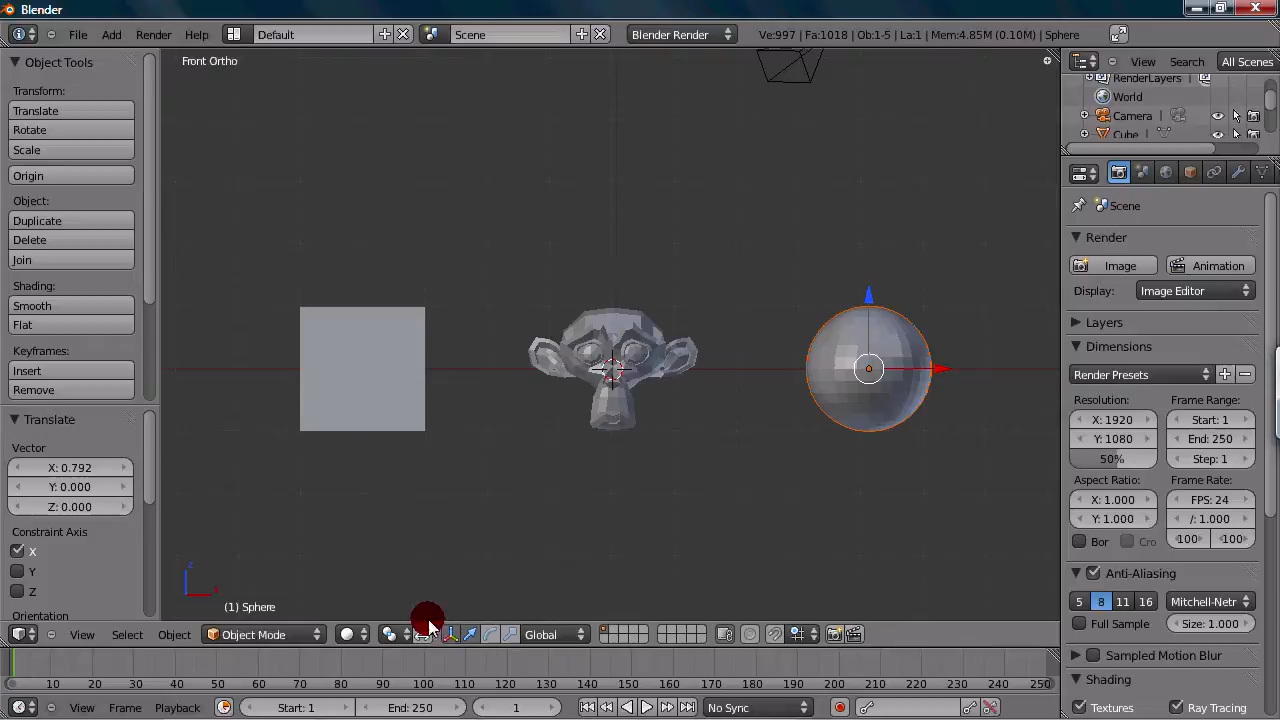 Blender
File Add Render Help Default Scene Blender Render Ve:997 | Fa:1018 | Ob:1-5 | La:1 | Mem:4.85M (0.10M) | Sphere
View Search All Scenes
RenderLayers
World
Camera
Cube
Object Tools
Transform:
Translate
Rotate
Scale
Origin
Object:
Duplicate
Delete
Join
Shading:
Smooth
Flat
Keyframes:
Insert
Remove
Translate
Vector
X: 0.792
Y: 0.000
Z: 0.000
Constraint Axis
X
Y
Z
Orientation
Front Ortho
z
x
(1) Sphere
View Select Object Object Mode Global
Scene
Render
Image Animation
Display: Image Editor
Layers
Dimensions
Render Presets
Resolution: Frame Range:
X: 1920 Start: 1
Y: 1080 End: 250
50% Step: 1
Aspect Ratio: Frame Rate:
X: 1.000 FPS: 24
Y: 1.000 /: 1.000
Bor Cro 100 100
Anti-Aliasing
5 8 11 16 Mitchell-Netr
Full Sample Size: 1.000
Sampled Motion Blur
Shading
Textures Ray Tracing
10 20 30 40 50 60 70 80 90 100 110 120 130 140 150 160 170 180 190 200 210 220 230 240 250
View Frame Playback Start: 1 End: 250 1 No Sync